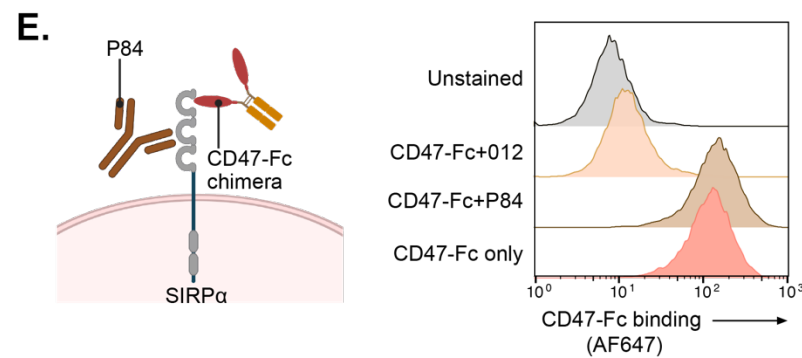 E.
P84
CD47-Fc
chimera
SIRPα
Unstained
CD47-Fc+012
CD47-Fc+P84
CD47-Fc only
10⁰ 10¹ 10² 10³
CD47-Fc binding
(AF647)